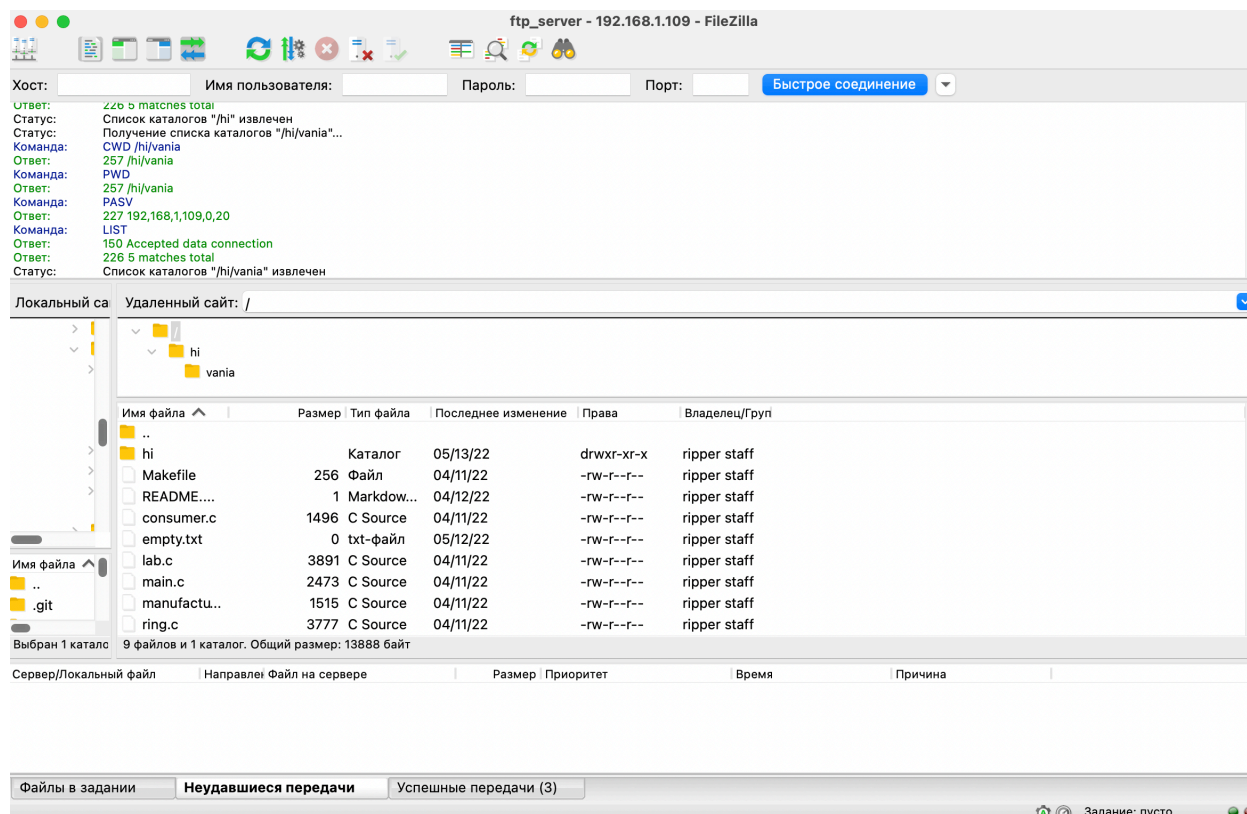 ftp_server - 192.168.1.109 - FileZilla
Хост: Имя пользователя: Пароль: Порт: Быстрое соединение
Ответ: 226 5 matches total
Статус: Список каталогов "/hi" извлечен
Статус: Получение списка каталогов "/hi/vania"...
Команда: CWD /hi/vania
Ответ: 257 /hi/vania
Команда: PWD
Ответ: 257 /hi/vania
Команда: PASV
Ответ: 227 192,168,1,109,0,20
Команда: LIST
Ответ: 150 Accepted data connection
Ответ: 226 5 matches total
Статус: Список каталогов "/hi/vania" извлечен
Локальный са Удаленный сайт: /
/
hi
vania
Имя файла Размер Тип файла Последнее изменение Права Владелец/Груп
..
hi Каталог 05/13/22 drwxr-xr-x ripper staff
Makefile 256 Файл 04/11/22 -rw-r--r-- ripper staff
README.... 1 Markdow... 04/12/22 -rw-r--r-- ripper staff
consumer.c 1496 C Source 04/11/22 -rw-r--r-- ripper staff
empty.txt 0 txt-файл 05/12/22 -rw-r--r-- ripper staff
lab.c 3891 C Source 04/11/22 -rw-r--r-- ripper staff
main.c 2473 C Source 04/11/22 -rw-r--r-- ripper staff
manufactu... 1515 C Source 04/11/22 -rw-r--r-- ripper staff
ring.c 3777 C Source 04/11/22 -rw-r--r-- ripper staff
9 файлов и 1 каталог. Общий размер: 13888 байт
Имя файла
..
.git
Выбран 1 катало
Сервер/Локальный файл Направлен Файл на сервере Размер Приоритет Время Причина
Файлы в задании Неудавшиеся передачи Успешные передачи (3)
Задание: пусто